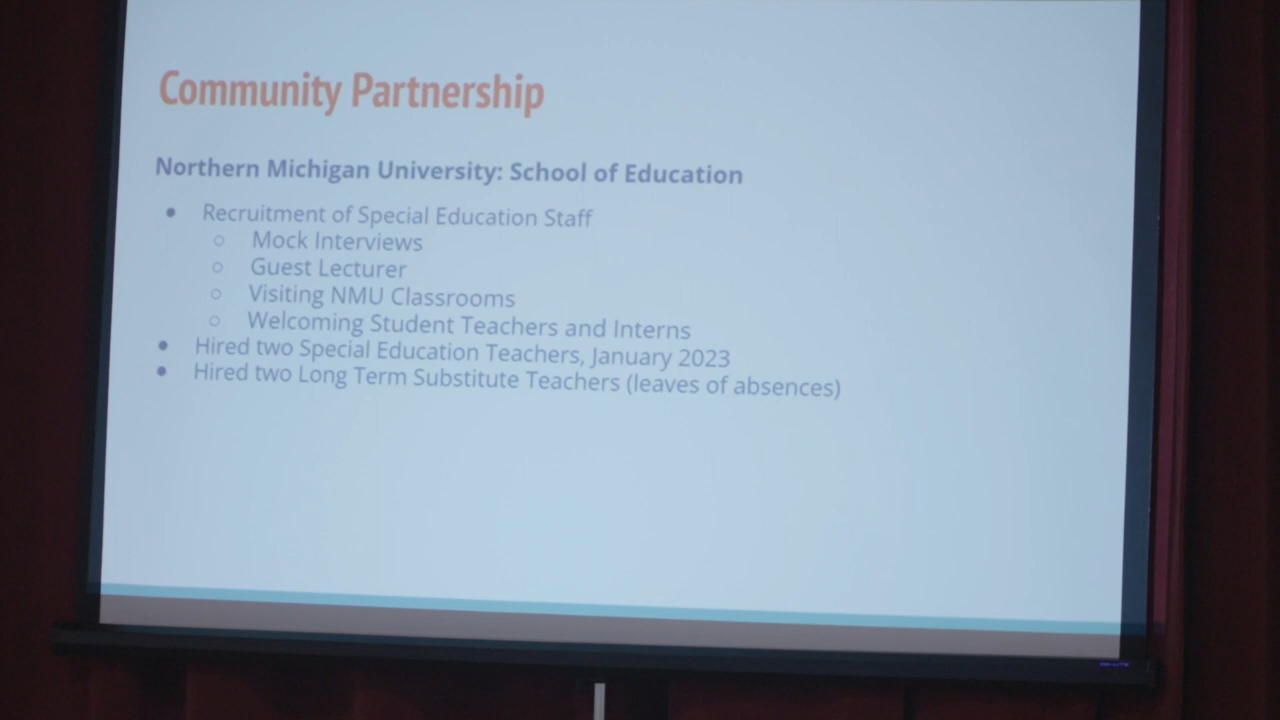 Community Partnership
Northern Michigan University: School of Education
● Recruitment of Special Education Staff
○ Mock Interviews
○ Guest Lecturer
○ Visiting NMU Classrooms
○ Welcoming Student Teachers and Interns
● Hired two Special Education Teachers, January 2023
● Hired two Long Term Substitute Teachers (leaves of absences)